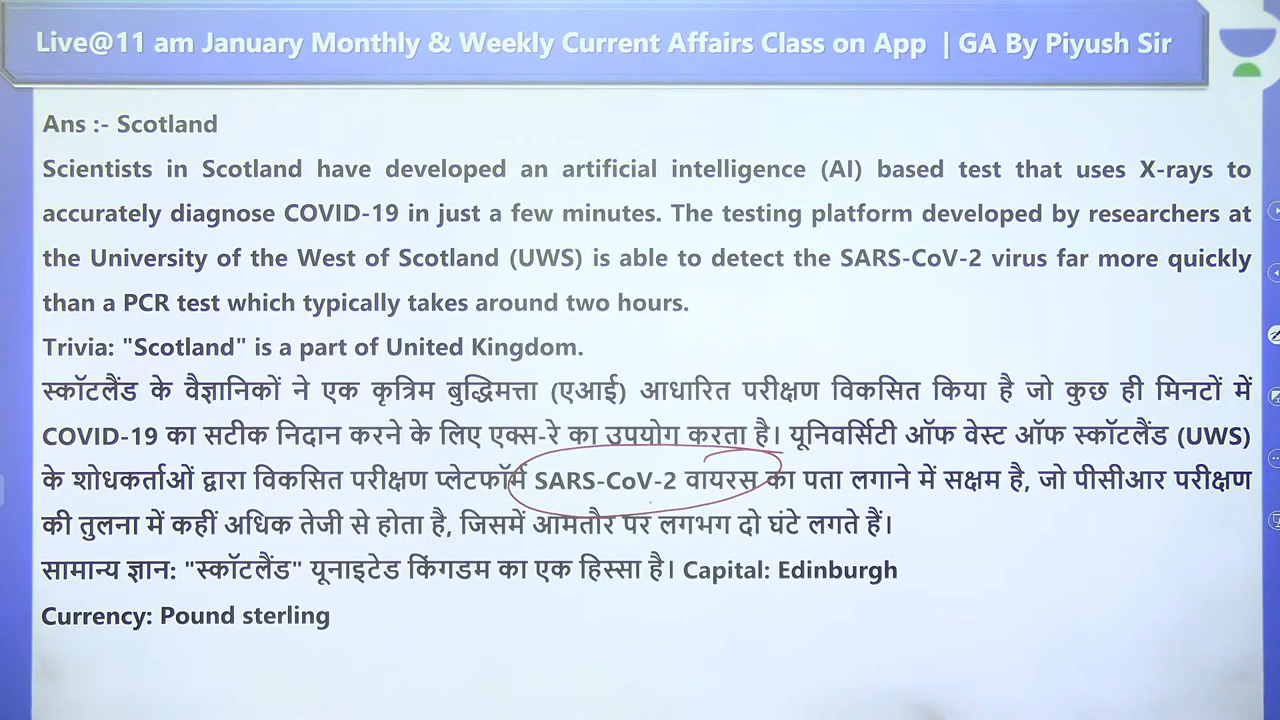 Live@11 am January Monthly & Weekly Current Affairs Class on App | GA By Piyush Sir
Ans :- Scotland
Scientists in Scotland have developed an artificial intelligence (AI) based test that uses X-rays to
accurately diagnose COVID-19 in just a few minutes. The testing platform developed by researchers at
the University of the West of Scotland (UWS) is able to detect the SARS-CoV-2 virus far more quickly
than a PCR test which typically takes around two hours.
Trivia: "Scotland" is a part of United Kingdom.
स्कॉटलैंड के वैज्ञानिकों ने एक कृत्रिम बुद्धिमत्ता (एआई) आधारित परीक्षण विकसित किया है जो कुछ ही मिनटों में
COVID-19 का सटीक निदान करने के लिए एक्स-रे का उपयोग करता है। यूनिवर्सिटी ऑफ वेस्ट ऑफ स्कॉटलैंड (UWS)
के शोधकर्ताओं द्वारा विकसित परीक्षण प्लेटफॉर्म SARS-CoV-2 वायरस का पता लगाने में सक्षम है, जो पीसीआर परीक्षण
की तुलना में कहीं अधिक तेजी से होता है, जिसमें आमतौर पर लगभग दो घंटे लगते हैं।
सामान्य ज्ञान: "स्कॉटलैंड" यूनाइटेड किंगडम का एक हिस्सा है। Capital: Edinburgh
Currency: Pound sterling